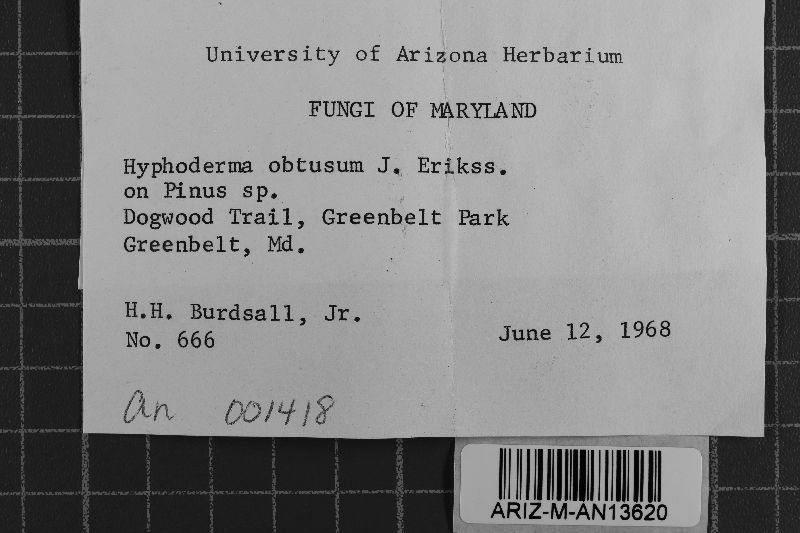 University of Arizona Herbarium
FUNGI OF MARYLAND
Hyphoderma obtusum J. Erikss.
on Pinus sp.
Dogwood Trail, Greenbelt Park
Greenbelt, Md.
H.H. Burdsall, Jr.
No. 666
June 12, 1968
An 001418
ARIZ-M-AN13620